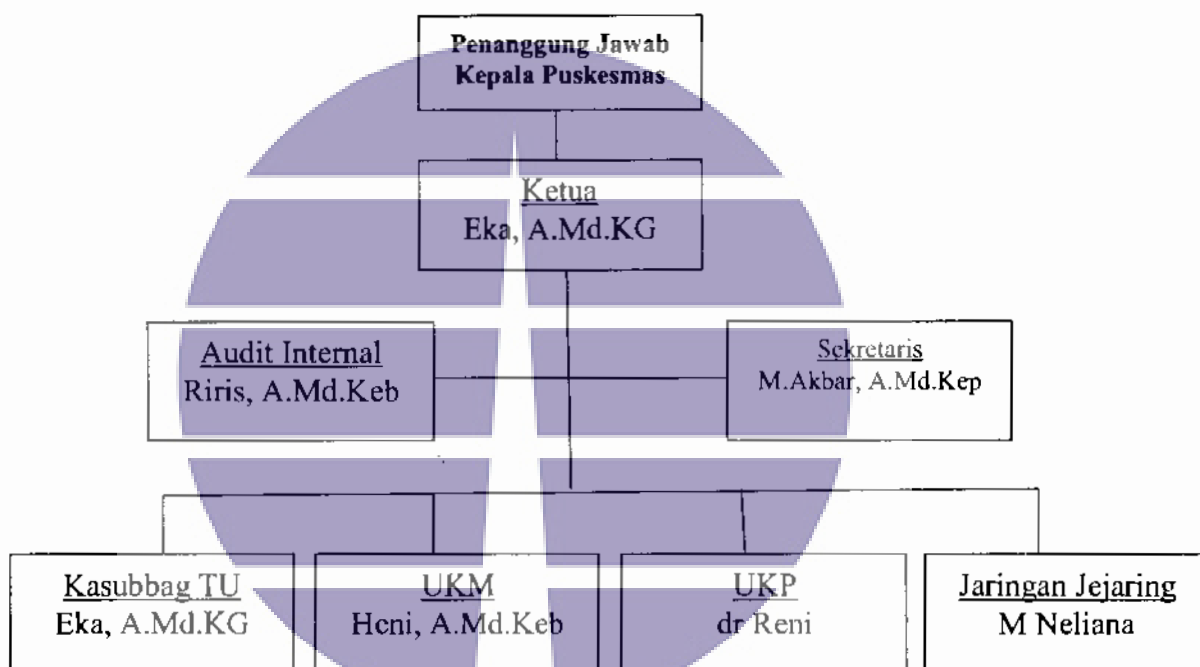 Penanggung Jawab
Kepala Puskesmas
Ketua
Eka, A.Md.KG
Audit Internal
Riris, A.Md.Keb
Sekretaris
M.Akbar, A.Md.Kep
Kasubbag TU
Eka, A.Md.KG
UKM
Heni, A.Md.Keb
UKP
dr Reni
Jaringan Jejaring
M Neliana